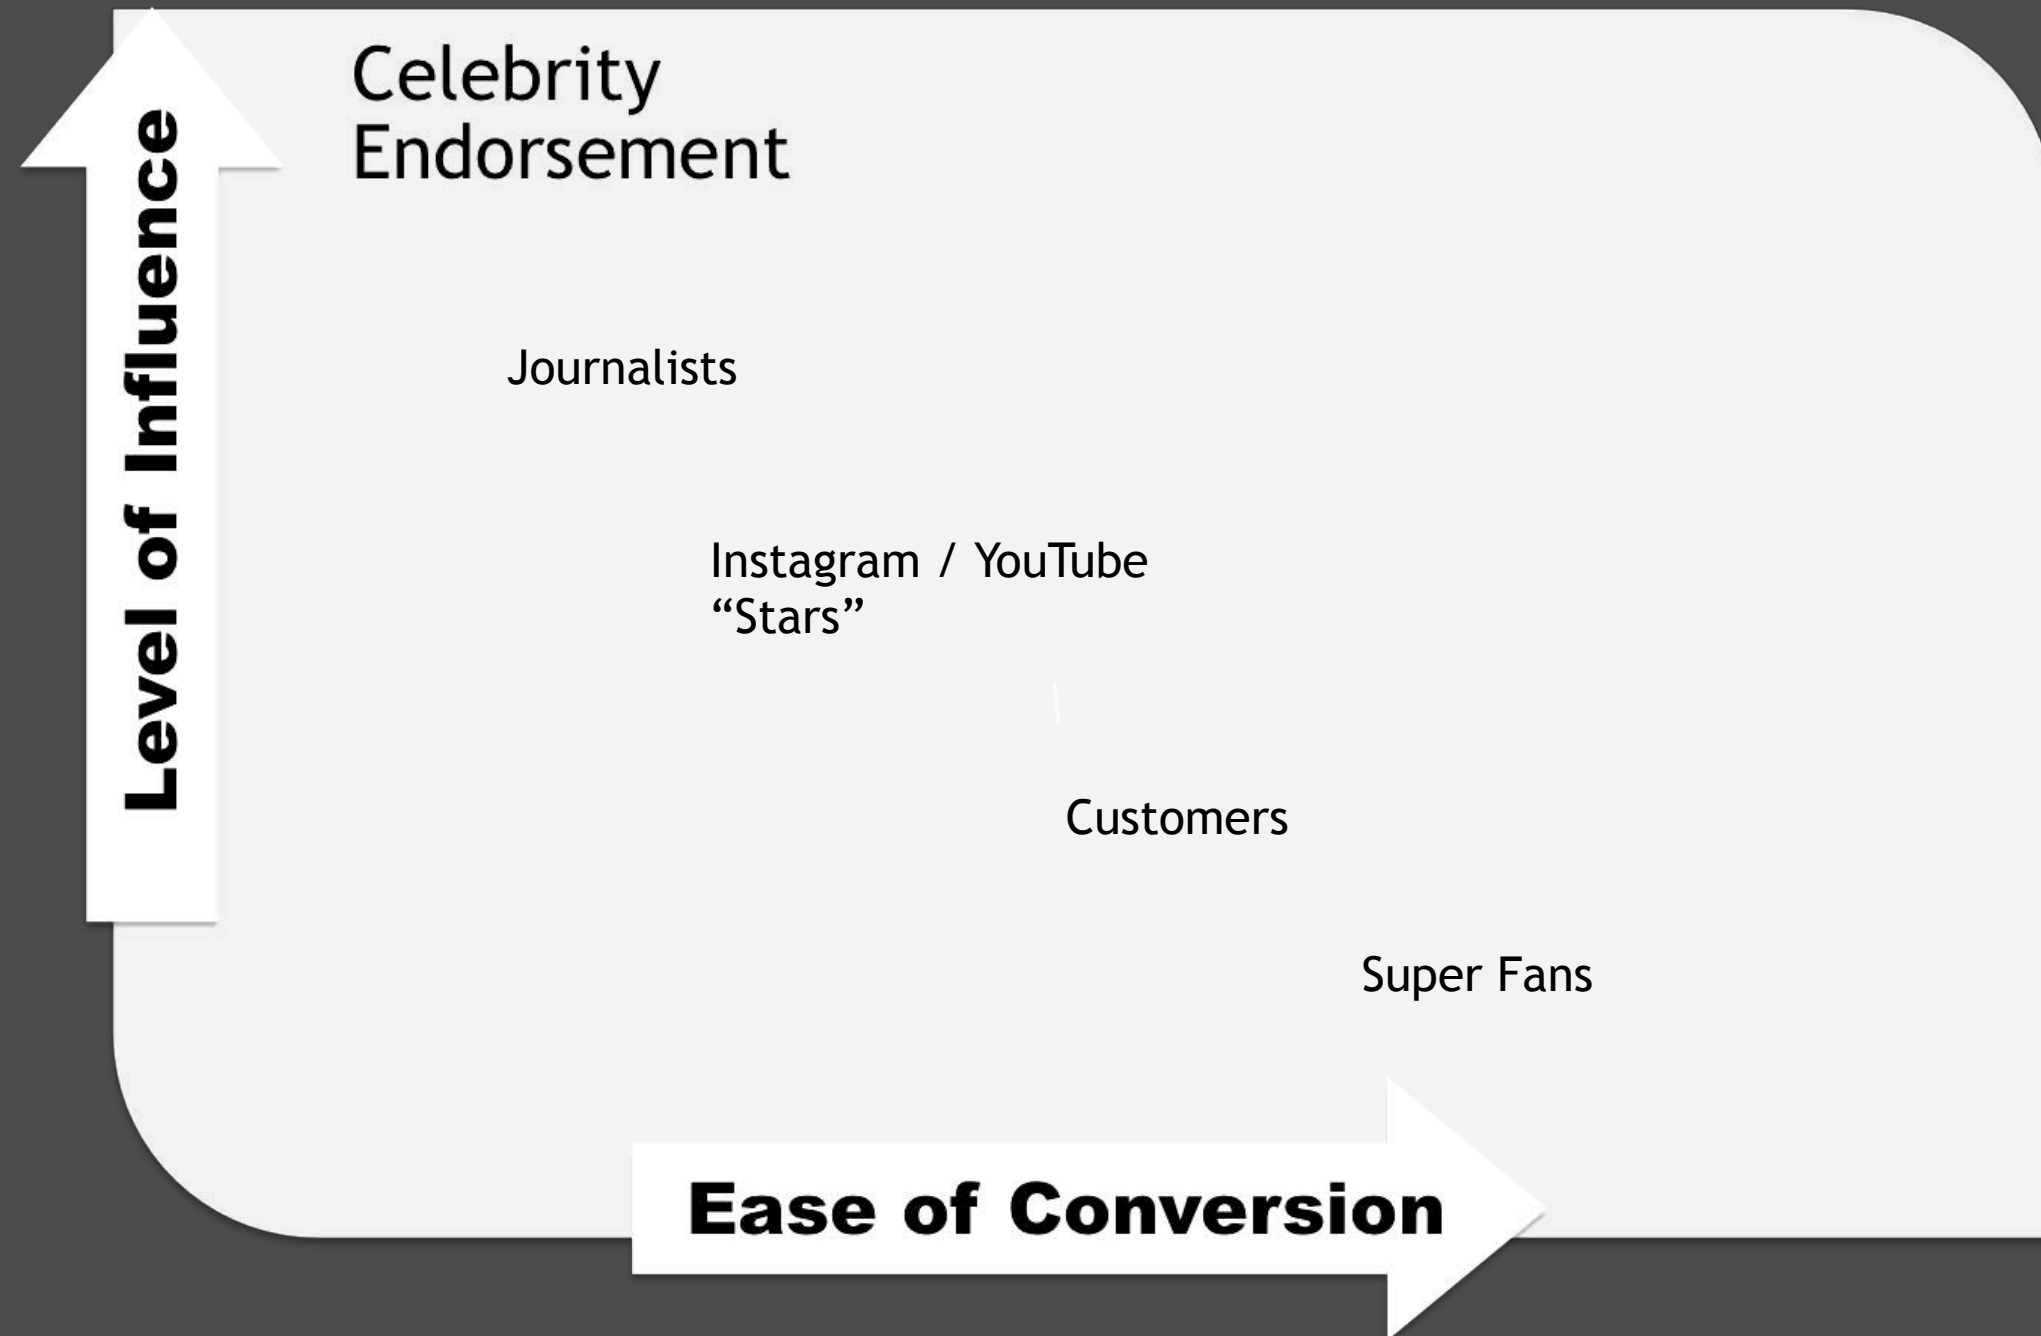 Celebrity
Endorsement
Level of Influence
Journalists
Instagram / YouTube
“Stars”
Customers
Super Fans
Ease of Conversion